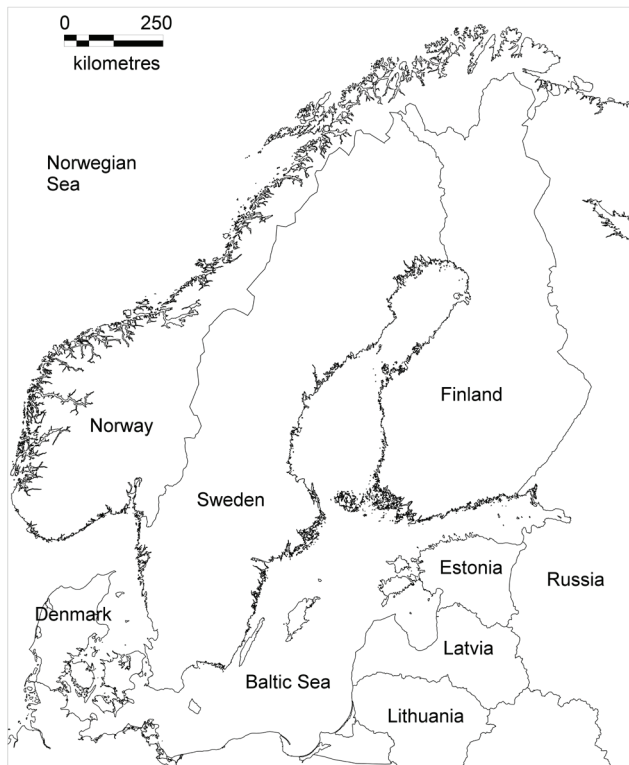 0 250
kilometres
Norwegian
Sea
Finland
Norway
Sweden
Estonia
Russia
Denmark
Latvia
Baltic Sea
Lithuania